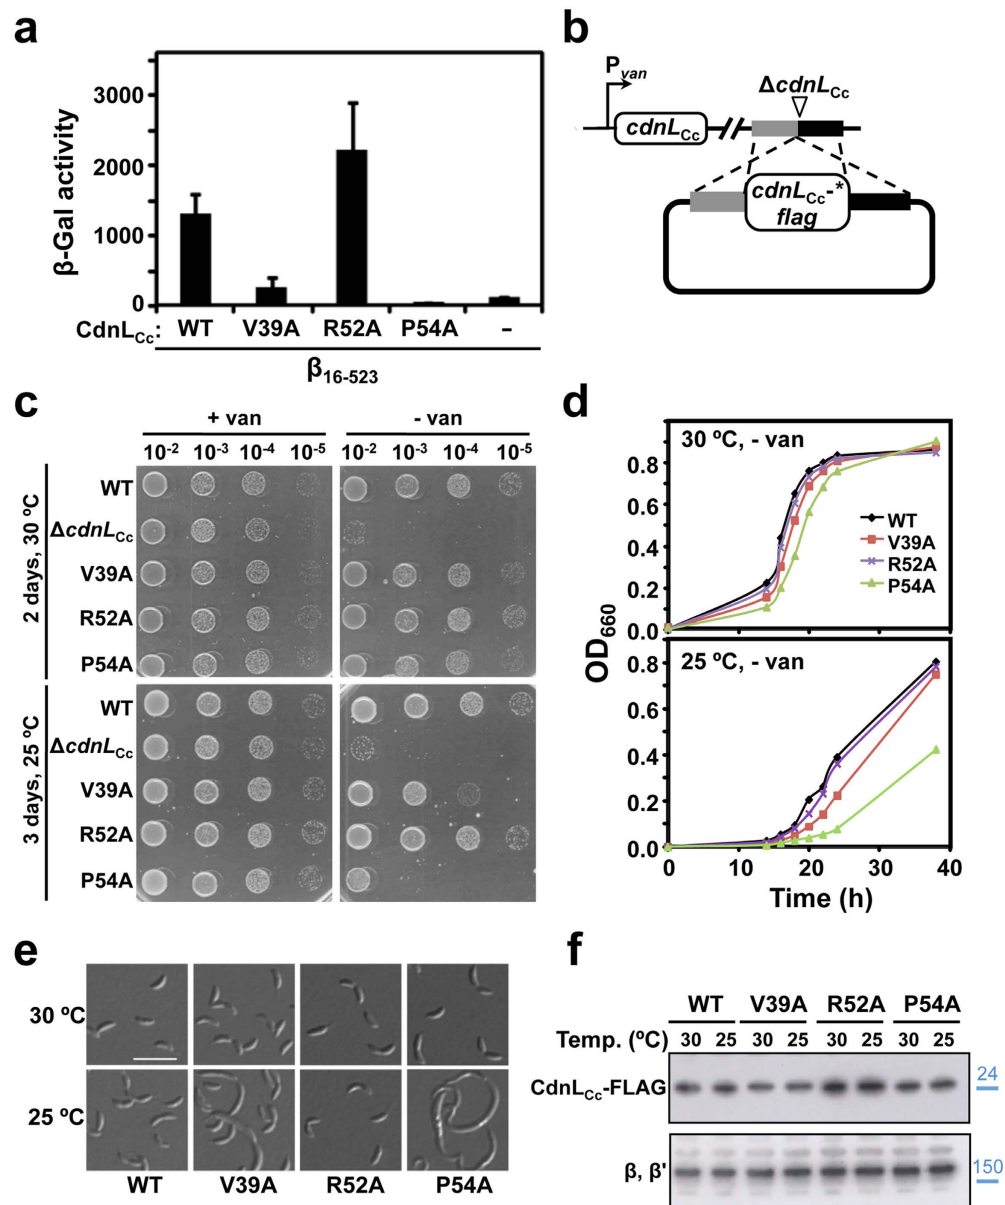 a
3000
2000
1000
0
β-Gal activity
CdnLCc: WT V39A R52A P54A –
β16-523
b
Pvan
ΔcdnLCc
cdnLCc
cdnLCc-*
flag
c
+ van - van
10-2 10-3 10-4 10-5 10-2 10-3 10-4 10-5
2 days, 30 ºC
WT
ΔcdnLCc
V39A
R52A
P54A
3 days, 25 ºC
WT
ΔcdnLCc
V39A
R52A
P54A
d
30 ºC, - van
0.8
0.6
0.4
0.2
0.0
WT
V39A
R52A
P54A
OD660
25 ºC, - van
0.8
0.6
0.4
0.2
0.0
0 10 20 30 40
Time (h)
e
30 ºC
25 ºC
WT V39A R52A P54A
f
WT V39A R52A P54A
Temp. (ºC) 30 25 30 25 30 25 30 25
CdnLCc-FLAG
24
β, β'
150